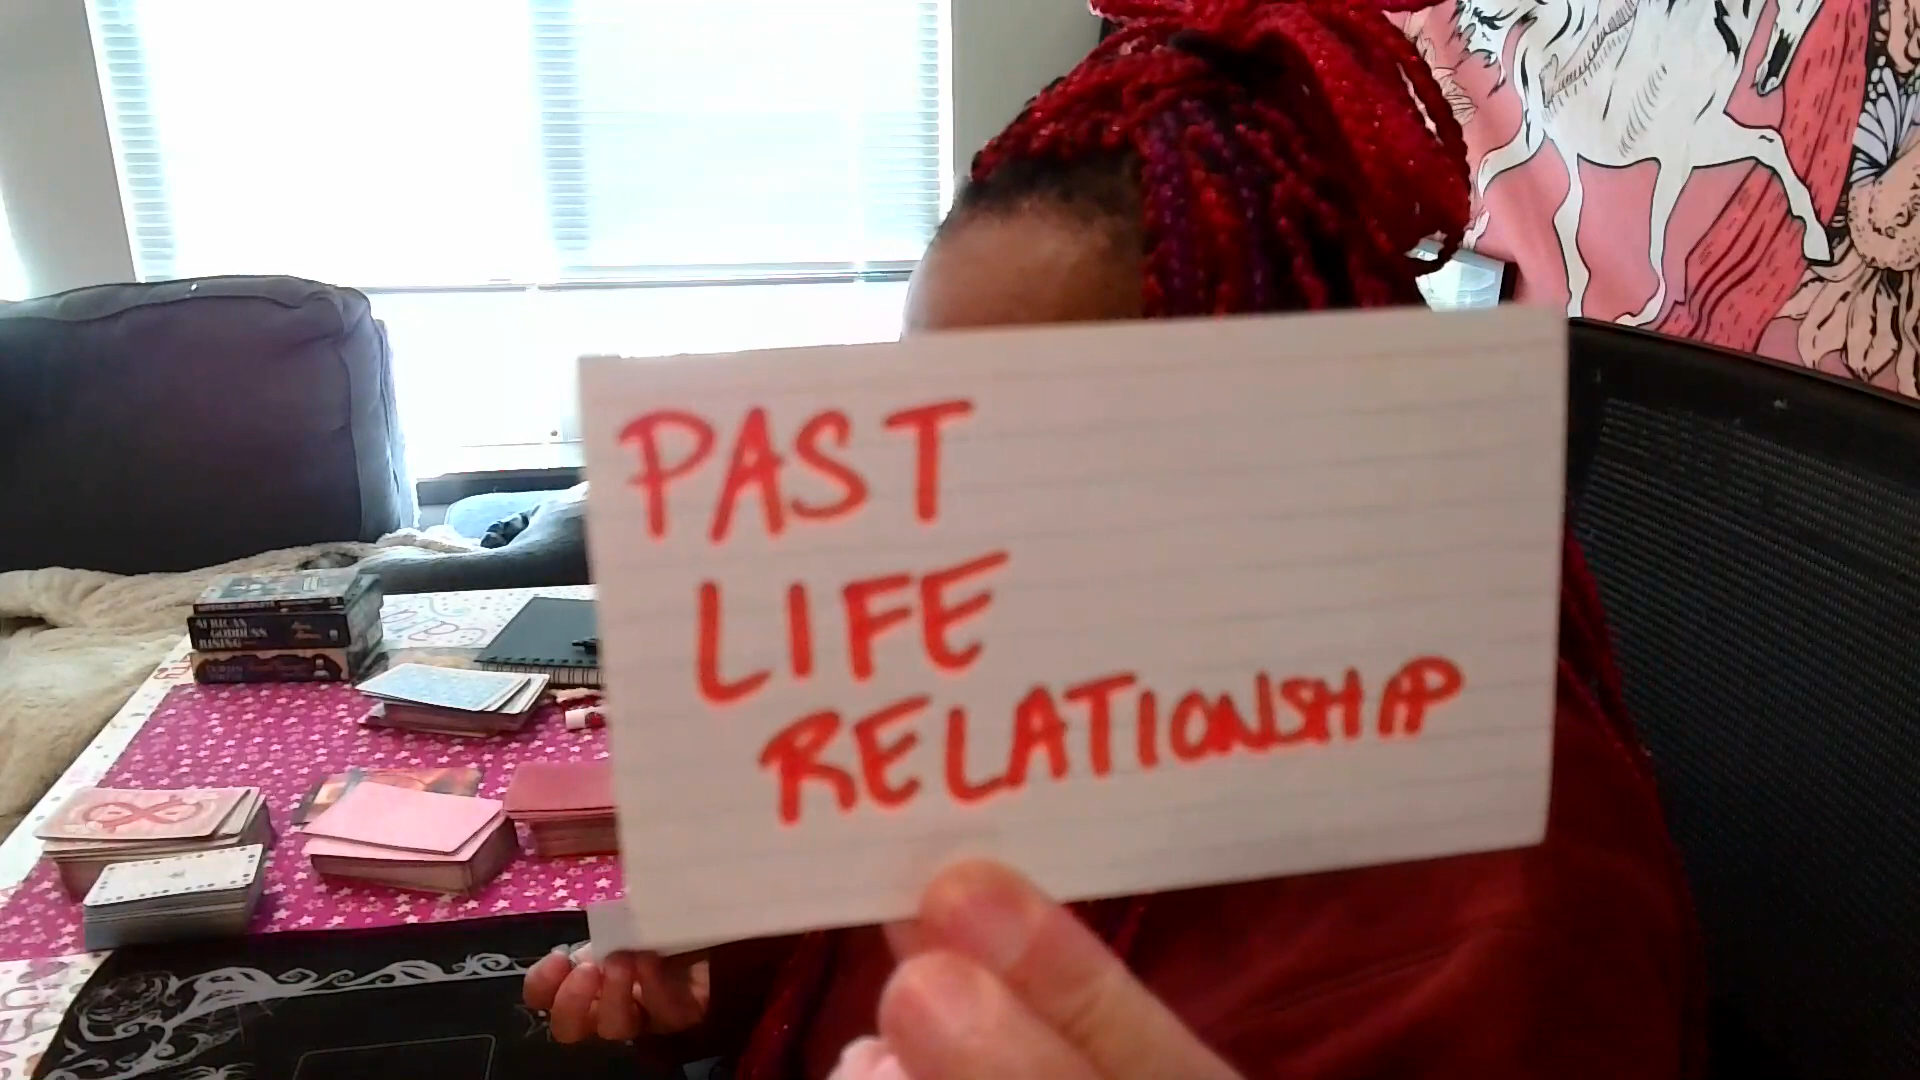 PAST
LIFE
RELATIONSHIP
AFRICAN
GODDESS
RISING